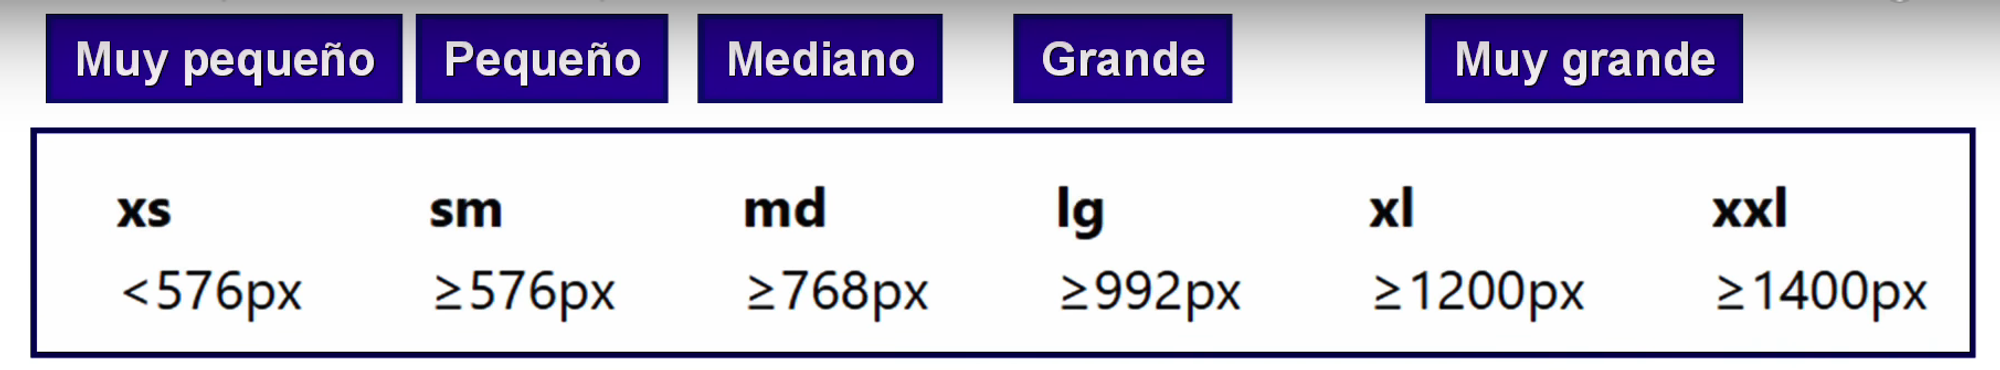 Muy pequeño Pequeño Mediano Grande Muy grande
xs sm md lg xl xxl
<576px ≥576px ≥768px ≥992px ≥1200px ≥1400px